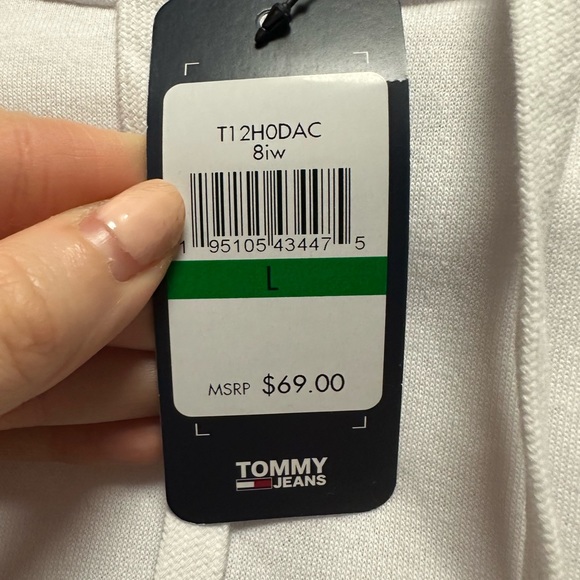 T12H0DAC
8iw
1 95105 43447 5
L
MSRP $69.00
TOMMY
JEANS